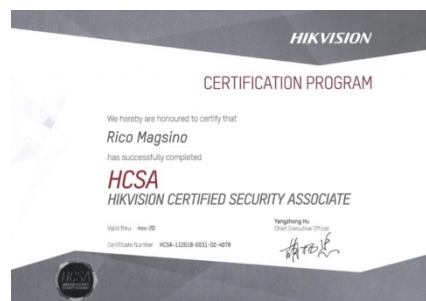 HIKVISION
CERTIFICATION PROGRAM
We hereby are honoured to certify that
Rico Magsino
has successfully completed
HCSA
HIKVISION CERTIFIED SECURITY ASSOCIATE
Valid thru nov-20
Yangzhong Hu
Chief Executive Officer
Certificate Number HCSA-112018-0031-02-4078
HCSA